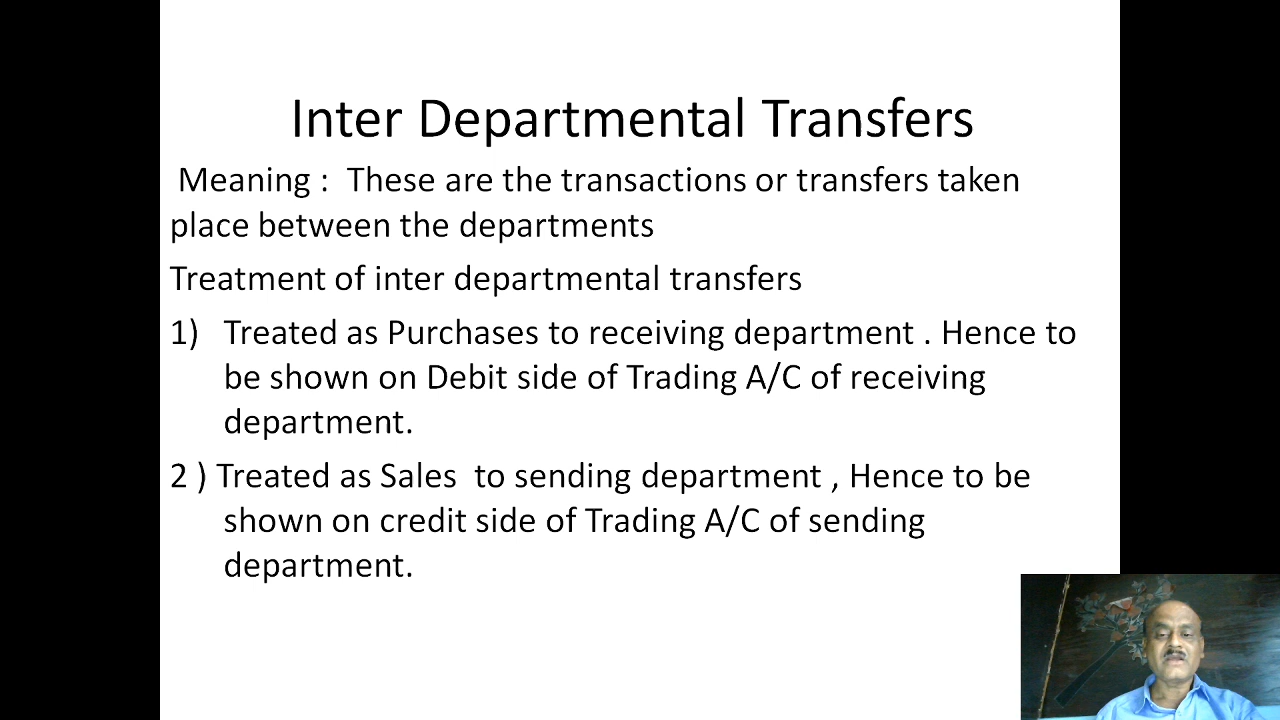 Inter Departmental Transfers
Meaning : These are the transactions or transfers taken
place between the departments
Treatment of inter departmental transfers
1) Treated as Purchases to receiving department . Hence to
be shown on Debit side of Trading A/C of receiving
department.
2 ) Treated as Sales to sending department , Hence to be
shown on credit side of Trading A/C of sending
department.